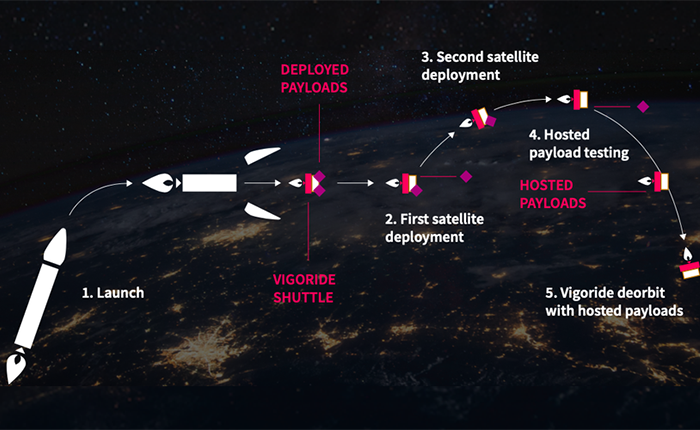 3. Second satellite
deployment
DEPLOYED
PAYLOADS
4. Hosted
payload testing
HOSTED
PAYLOADS
2. First satellite
deployment
VIGORIDE
SHUTTLE
1. Launch
5. Vigoride deorbit
with hosted payloads